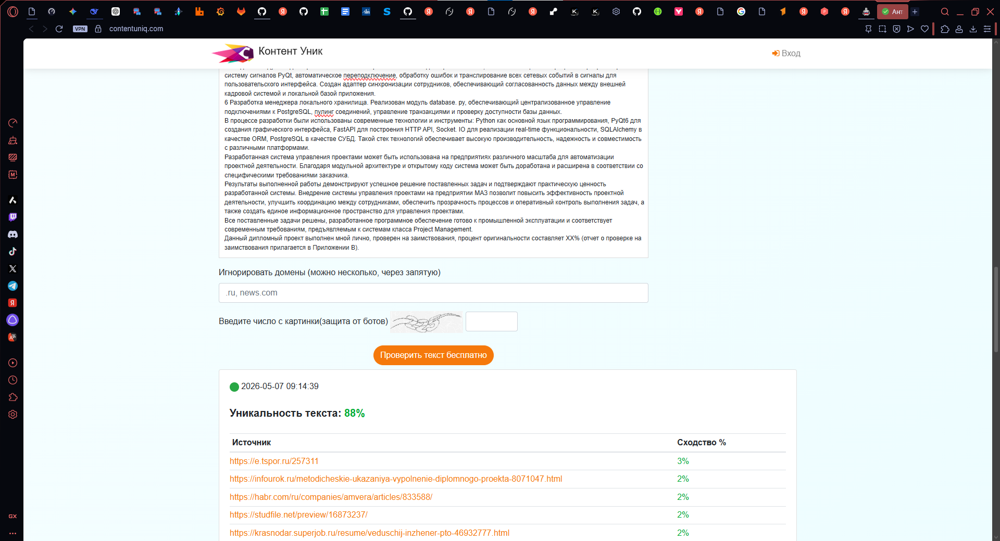 VPN
contentuniq.com
Ант
Контент Уник
Вход
систему сигналов PyQt, автоматическое переподключение, обработку ошибок и транслирование всех сетевых событий в сигналы для
пользовательского интерфейса. Создан адаптер синхронизации сотрудников, обеспечивающий согласованность данных между внешней
кадровой системой и локальной базой приложения.
6 Разработка менеджера локального хранилища. Реализован модуль database. py, обеспечивающий централизованное управление
подключениями к PostgreSQL, пулинг соединений, управление транзакциями и проверку доступности базы данных.
В процессе разработки были использованы современные технологии и инструменты: Python как основной язык программирования, PyQt6 для
создания графического интерфейса, FastAPI для построения HTTP API, Socket. IO для реализации real-time функциональности, SQLAlchemy в
качестве ORM, PostgreSQL в качестве СУБД. Такой стек технологий обеспечивает высокую производительность, надежность и совместимость
с различными платформами.
Разработанная система управления проектами может быть использована на предприятиях различного масштаба для автоматизации
проектной деятельности. Благодаря модульной архитектуре и открытому коду система может быть доработана и расширена в соответствии со
специфическими требованиями заказчика.
Результаты выполненной работы демонстрируют успешное решение поставленных задач и подтверждают практическую ценность
разработанной системы. Внедрение системы управления проектами на предприятии МАЗ позволит повысить эффективность проектной
деятельности, улучшить координацию между сотрудниками, обеспечить прозрачность процессов и оперативный контроль выполнения задач, а
также создать единое информационное пространство для управления проектами.
Все поставленные задачи решены, разработанное программное обеспечение готово к промышленной эксплуатации и соответствует
современным требованиям, предъявляемым к системам класса Project Management.
Данный дипломный проект выполнен мной лично, проверен на заимствования, процент оригинальности составляет XX% (отчет о проверке на
заимствования прилагается в Приложении В).
Игнорировать домены (можно несколько, через запятую)
.ru, news.com
Введите число с картинки(защита от ботов)
Проверить текст бесплатно
2026-05-07 09:14:39
Уникальность текста: 88%
Источник Сходство %
https://e.tspor.ru/257311 3%
https://infourok.ru/metodicheskie-ukazaniya-vypolnenie-diplomnogo-proekta-8071047.html 2%
https://habr.com/ru/companies/amvera/articles/833588/ 2%
https://studfile.net/preview/16873237/ 2%
https://krasnodar.superjob.ru/resume/veduschij-inzhener-pto-46932777.html 2%
GX